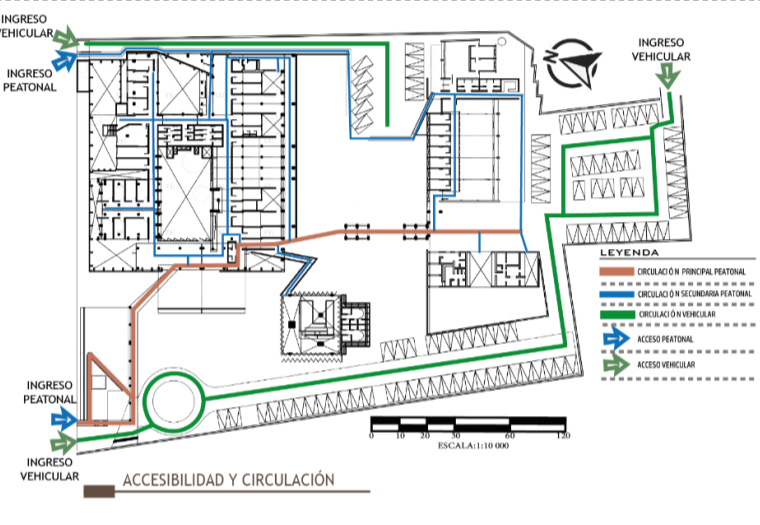 INGRESO
VEHICULAR
INGRESO
PEATONAL
N
INGRESO
VEHICULAR
LEYENDA
CIRCULACIÓN PRINCIPAL PEATONAL
CIRCULACIÓN SECUNDARIA PEATONAL
CIRCULACIÓN VEHICULAR
ACCESO PEATONAL
ACCESO VEHICULAR
INGRESO
PEATONAL
INGRESO
VEHICULAR
0 10 20 30 60 120
ESCALA:1:10 000
ACCESIBILIDAD Y CIRCULACIÓN